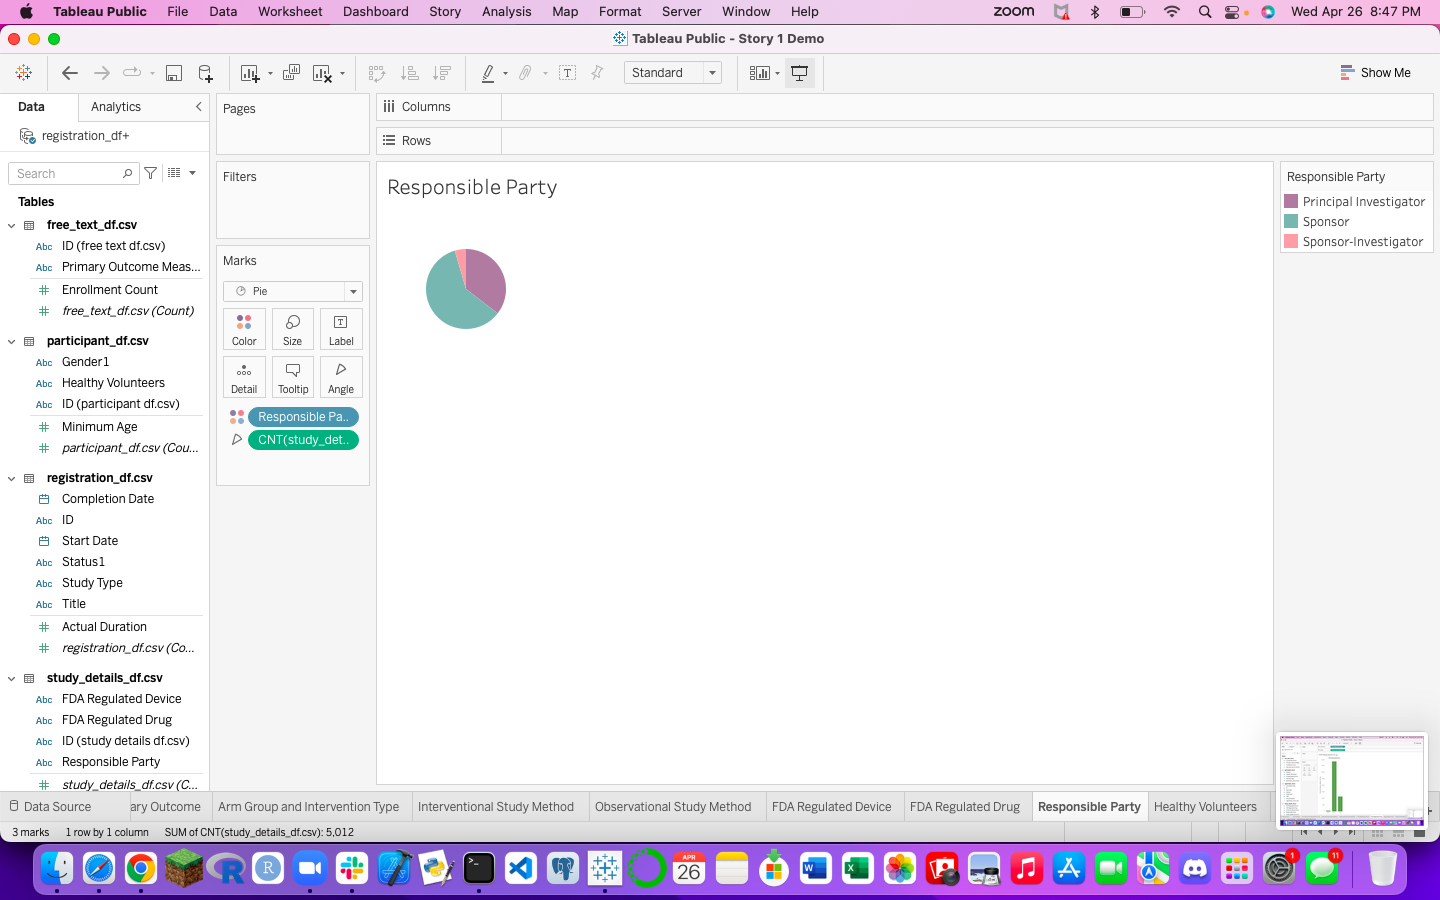 Tableau Public File Data Worksheet Dashboard Story Analysis Map Format Server Window Help zoom Wed Apr 26 8:47 PM
Tableau Public - Story 1 Demo
Standard Show Me
Data Analytics
registration_df+
Search
Tables
free_text_df.csv
Abc ID (free text df.csv)
Abc Primary Outcome Meas...
Enrollment Count
free_text_df.csv (Count)
participant_df.csv
Abc Gender1
Abc Healthy Volunteers
Abc ID (participant df.csv)
Minimum Age
participant_df.csv (Cou...
registration_df.csv
Completion Date
Abc ID
Start Date
Abc Status1
Abc Study Type
Abc Title
Actual Duration
registration_df.csv (Co...
study_details_df.csv
Abc FDA Regulated Device
Abc FDA Regulated Drug
Abc ID (study details df.csv)
Abc Responsible Party
study_details_df.csv (C...
Pages
Filters
Marks
Pie
Color Size Label
Detail Tooltip Angle
Responsible Pa..
CNT(study_det..
Columns
Rows
Responsible Party
Responsible Party
Principal Investigator
Sponsor
Sponsor-Investigator
Data Source ary Outcome Arm Group and Intervention Type Interventional Study Method Observational Study Method FDA Regulated Device FDA Regulated Drug Responsible Party Healthy Volunteers
3 marks 1 row by 1 column SUM of CNT(study_details_df.csv): 5,012
APR
26
1
11